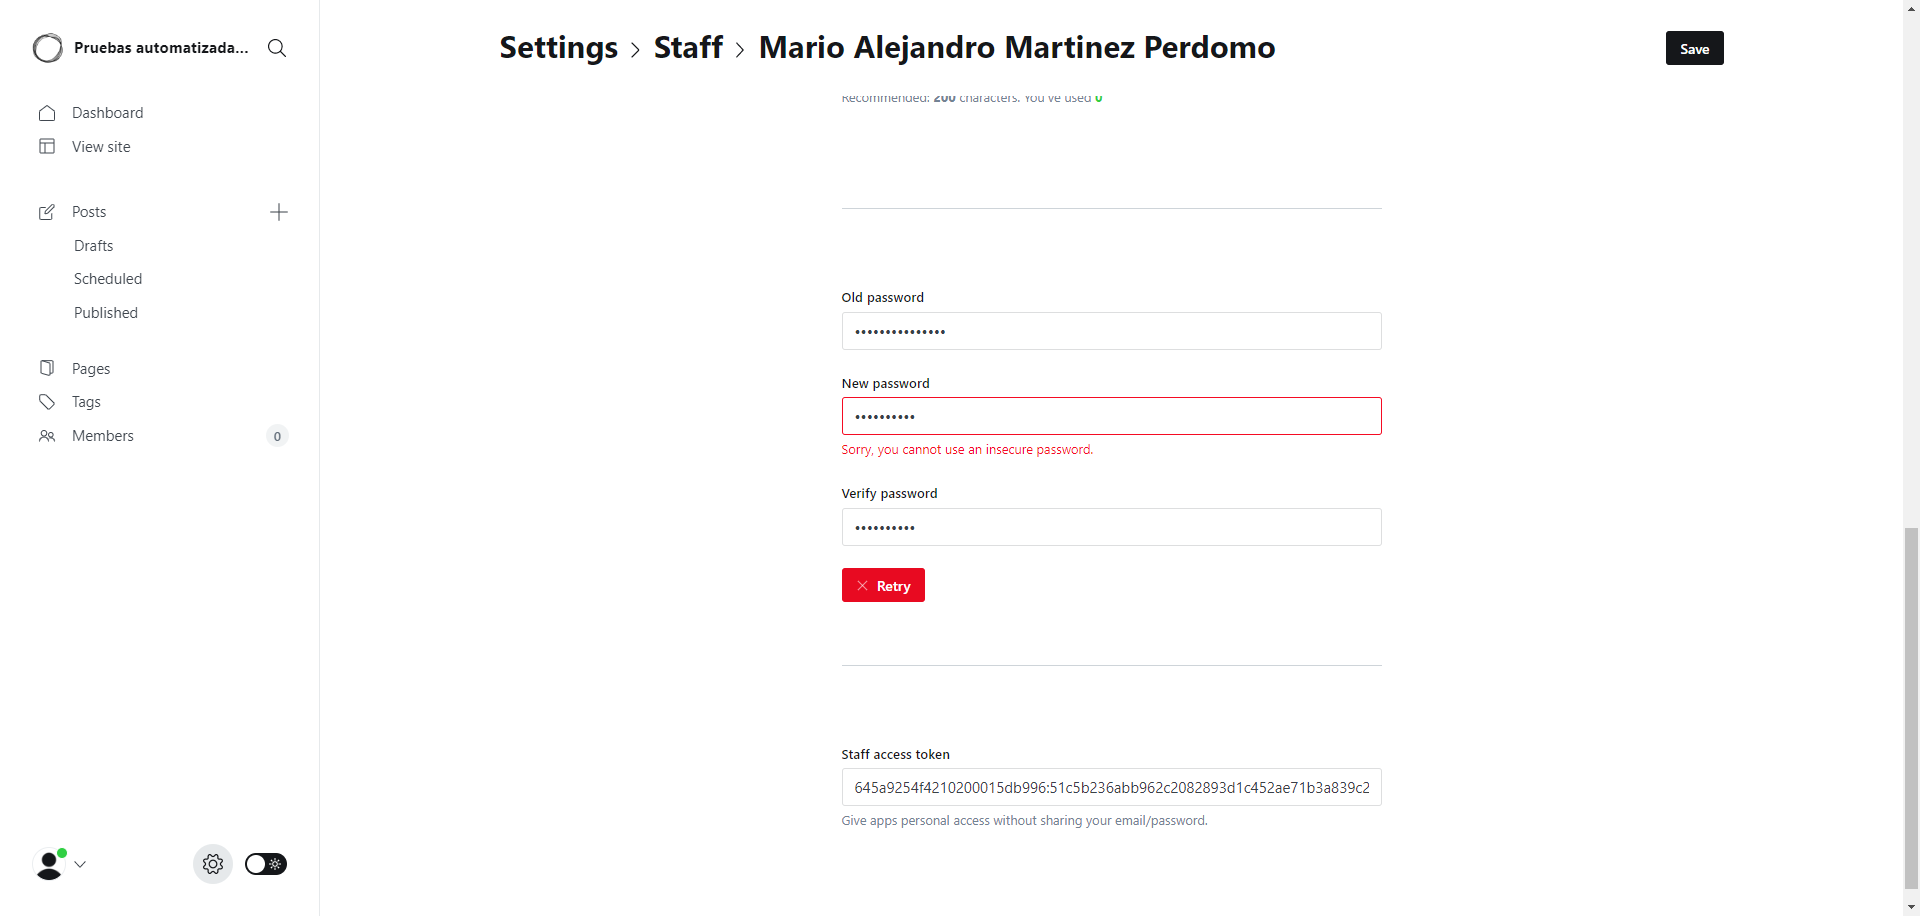 Pruebas automatizada...
Dashboard
View site
Posts
Drafts
Scheduled
Published
Pages
Tags
Members
0
Settings > Staff > Mario Alejandro Martinez Perdomo
Save
Recommended: 200 characters. You've used 0
Old password
•••••••••••••••
New password
••••••••••
Sorry, you cannot use an insecure password.
Verify password
••••••••••
Retry
Staff access token
645a9254f4210200015db996:51c5b236abb962c2082893d1c452ae71b3a839c2
Give apps personal access without sharing your email/password.